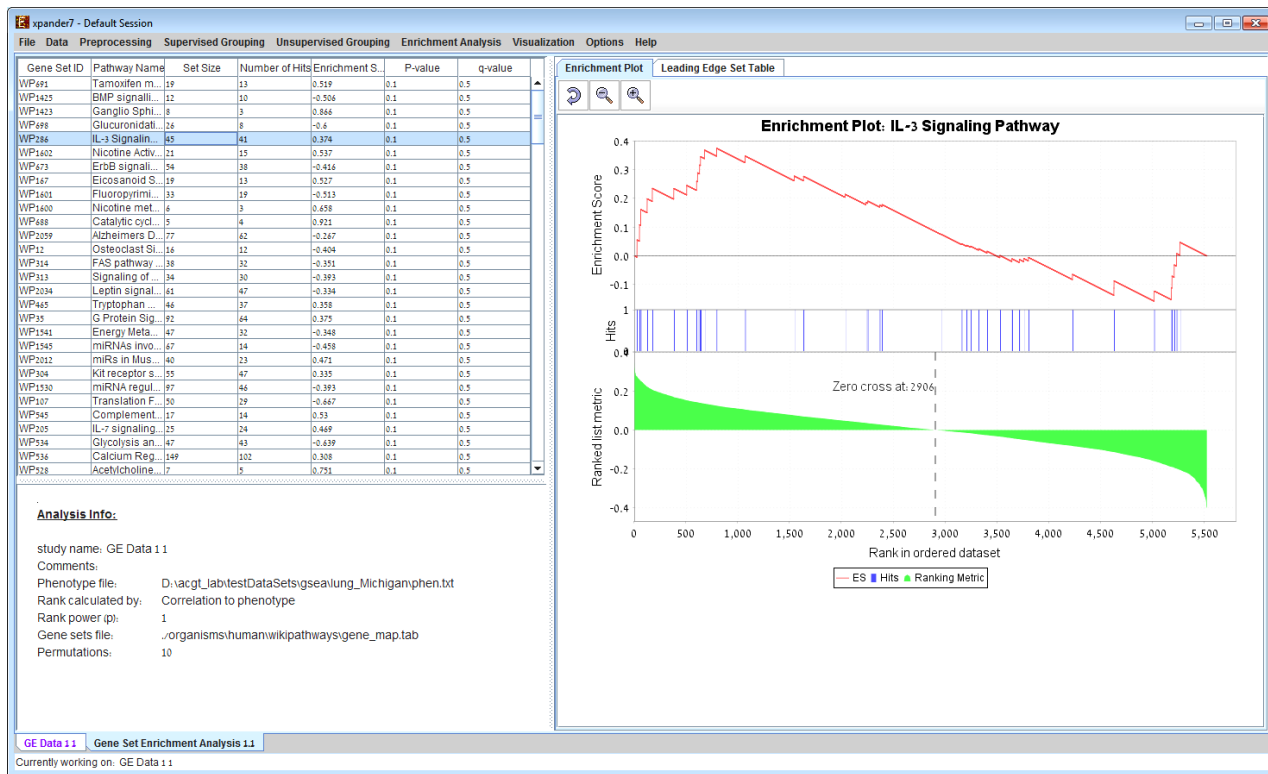 xpander7 - Default Session
File Data Preprocessing Supervised Grouping Unsupervised Grouping Enrichment Analysis Visualization Options Help
Gene Set ID Pathway Name Set Size Number of Hits Enrichment S... P-value q-value
WP691 Tamoxifen m... 19 13 0.519 0.1 0.5
WP1425 BMP signalli... 12 10 -0.506 0.1 0.5
WP1423 Ganglio Sphi... 8 3 0.866 0.1 0.5
WP698 Glucuronidati... 26 8 -0.6 0.1 0.5
WP286 IL-3 Signalin... 45 41 0.374 0.1 0.5
WP1602 Nicotine Activ... 21 15 0.537 0.1 0.5
WP673 ErbB signali... 54 38 -0.416 0.1 0.5
WP167 Eicosanoid S... 19 13 0.527 0.1 0.5
WP1601 Fluoropyrimi... 33 19 -0.513 0.1 0.5
WP1600 Nicotine met... 6 3 0.658 0.1 0.5
WP688 Catalytic cycl... 5 4 0.921 0.1 0.5
WP2059 Alzheimers D... 77 62 -0.267 0.1 0.5
WP12 Osteoclast Si... 16 12 -0.404 0.1 0.5
WP314 FAS pathway ... 38 32 -0.351 0.1 0.5
WP313 Signaling of ... 34 30 -0.393 0.1 0.5
WP2034 Leptin signal... 61 47 -0.334 0.1 0.5
WP465 Tryptophan ... 46 37 0.358 0.1 0.5
WP35 G Protein Sig... 92 64 0.375 0.1 0.5
WP1541 Energy Meta... 47 32 -0.348 0.1 0.5
WP1545 miRNAs invo... 67 14 -0.458 0.1 0.5
WP2012 miRs in Mus... 40 23 0.471 0.1 0.5
WP304 Kit receptor s... 55 47 0.335 0.1 0.5
WP1530 miRNA regul... 97 46 -0.393 0.1 0.5
WP107 Translation F... 50 29 -0.667 0.1 0.5
WP545 Complement... 17 14 0.53 0.1 0.5
WP205 IL-7 signaling... 25 24 0.469 0.1 0.5
WP534 Glycolysis an... 47 43 -0.639 0.1 0.5
WP536 Calcium Reg... 149 102 0.308 0.1 0.5
WP528 Acetylcholine... 7 5 0.751 0.1 0.5
Analysis Info:
study name: GE Data 1 1
Comments:
Phenotype file: D:\acgt_lab\testDataSets\gsea\lung_Michigan\phen.txt
Rank calculated by: Correlation to phenotype
Rank power (p): 1
Gene sets file: ./organisms\human\wikipathways\gene_map.tab
Permutations: 10
Enrichment Plot Leading Edge Set Table
Enrichment Plot: IL-3 Signaling Pathway
Enrichment Score
0.4
0.3
0.2
0.1
0.0
-0.1
Hits
1
Ranked list metric
0.2
0.0
-0.2
-0.4
Zero cross at: 2906
0 500 1,000 1,500 2,000 2,500 3,000 3,500 4,000 4,500 5,000 5,500
Rank in ordered dataset
ES Hits Ranking Metric
GE Data 1 1 Gene Set Enrichment Analysis 1.1
Currently working on: GE Data 1 1